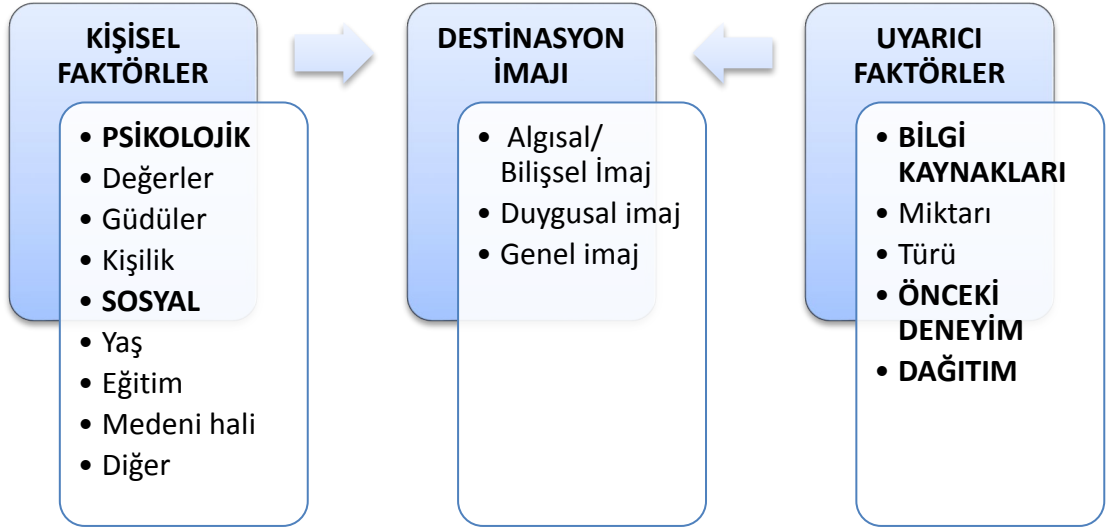 KİŞİSEL
FAKTÖRLER
• PSİKOLOJİK
• Değerler
• Güdüler
• Kişilik
• SOSYAL
• Yaş
• Eğitim
• Medeni hali
• Diğer
DESTİNASYON
İMAJI
• Algısal/
Bilişsel İmaj
• Duygusal imaj
• Genel imaj
UYARICI
FAKTÖRLER
• BİLGİ
KAYNAKLARI
• Miktarı
• Türü
• ÖNCEKİ
DENEYİM
• DAĞITIM